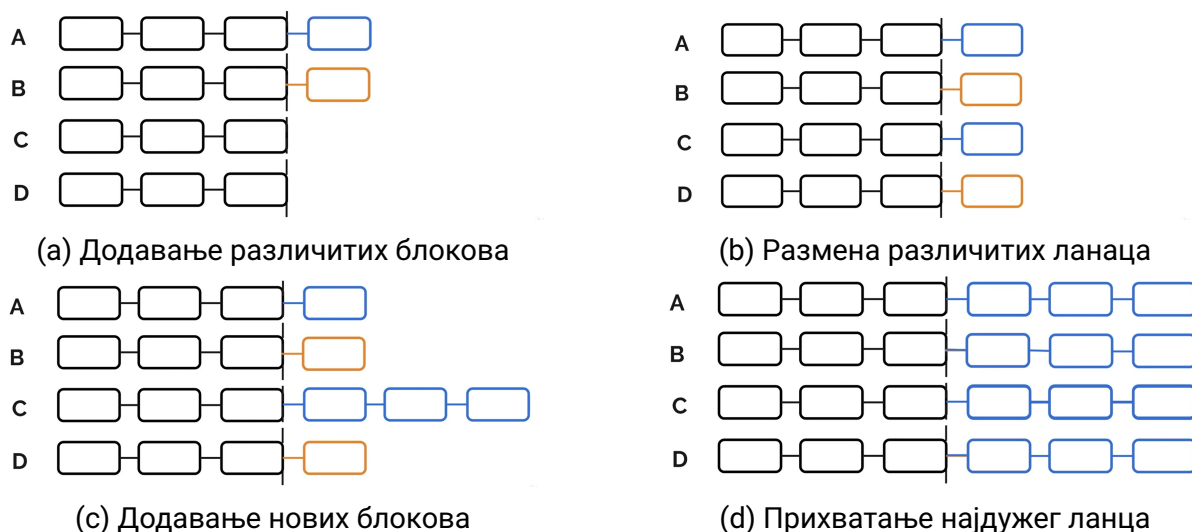 A
B
C
D
(a) Додавање различитих блокова
A
B
C
D
(b) Размена различитих ланаца
A
B
C
D
(c) Додавање нових блокова
A
B
C
D
(d) Прихватање најдужег ланца